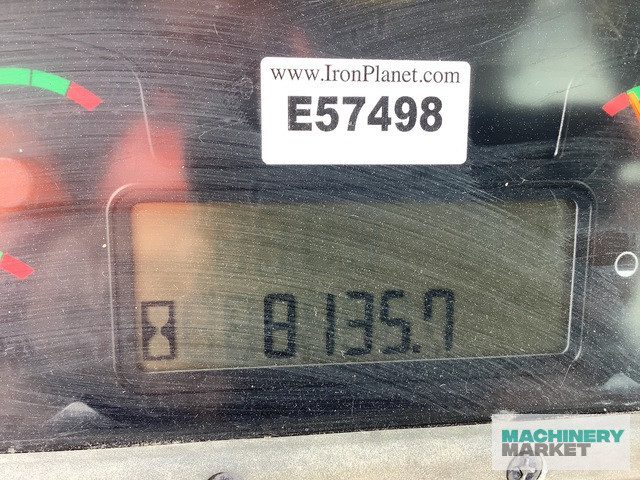 www.IronPlanet.com
E57498
8135.7
MACHINERY
MARKET